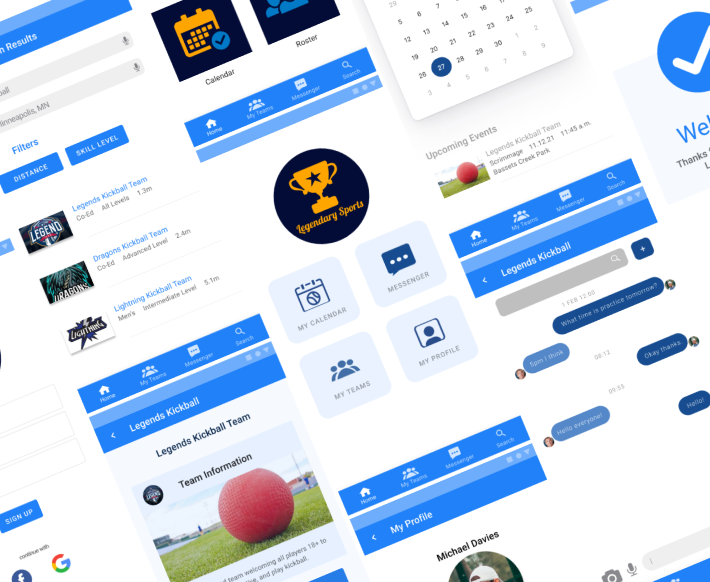 Results
ball
inneapolis, MN
Filters
DISTANCE
SKILL LEVEL
Legends Kickball Team
Co-Ed All Levels 1.3m
LEGEND
Dragons Kickball Team
Co-Ed Advanced Level 2.4m
DRAGONS
Lightning Kickball Team
Men's Intermediate Level 5.1m
LIGHTNING
SIGN UP
continue with
Calendar
Roster
Home
My Teams
Messenger
Search
Legendary Sports
MY CALENDAR
MESSENGER
MY TEAMS
MY PROFILE
Home
My Teams
Messenger
Search
Legends Kickball
Legends Kickball Team
Team Information
team welcoming all players 18+ to
and play kickball.
28
5 6 7 8 9
12 13 14 15 16 17 18
19 20 21 22 23 24 25
26 27 28 29 30 1 2
3 4 5 6 7 8 9
Upcoming Events
Legends Kickball Team
Scrimmage 11.12.21 11:45 a.m.
Bassets Creek Park
Home
My Teams
Messenger
Search
Legends Kickball
+
1 FEB 12:00
What time is practice tomorrow?
5pm I think
09:12
Okay thanks
09:53
Hello everyone!
Hello!
Home
My Teams
Messenger
Search
My Profile
Michael Davies
Wel
Thanks